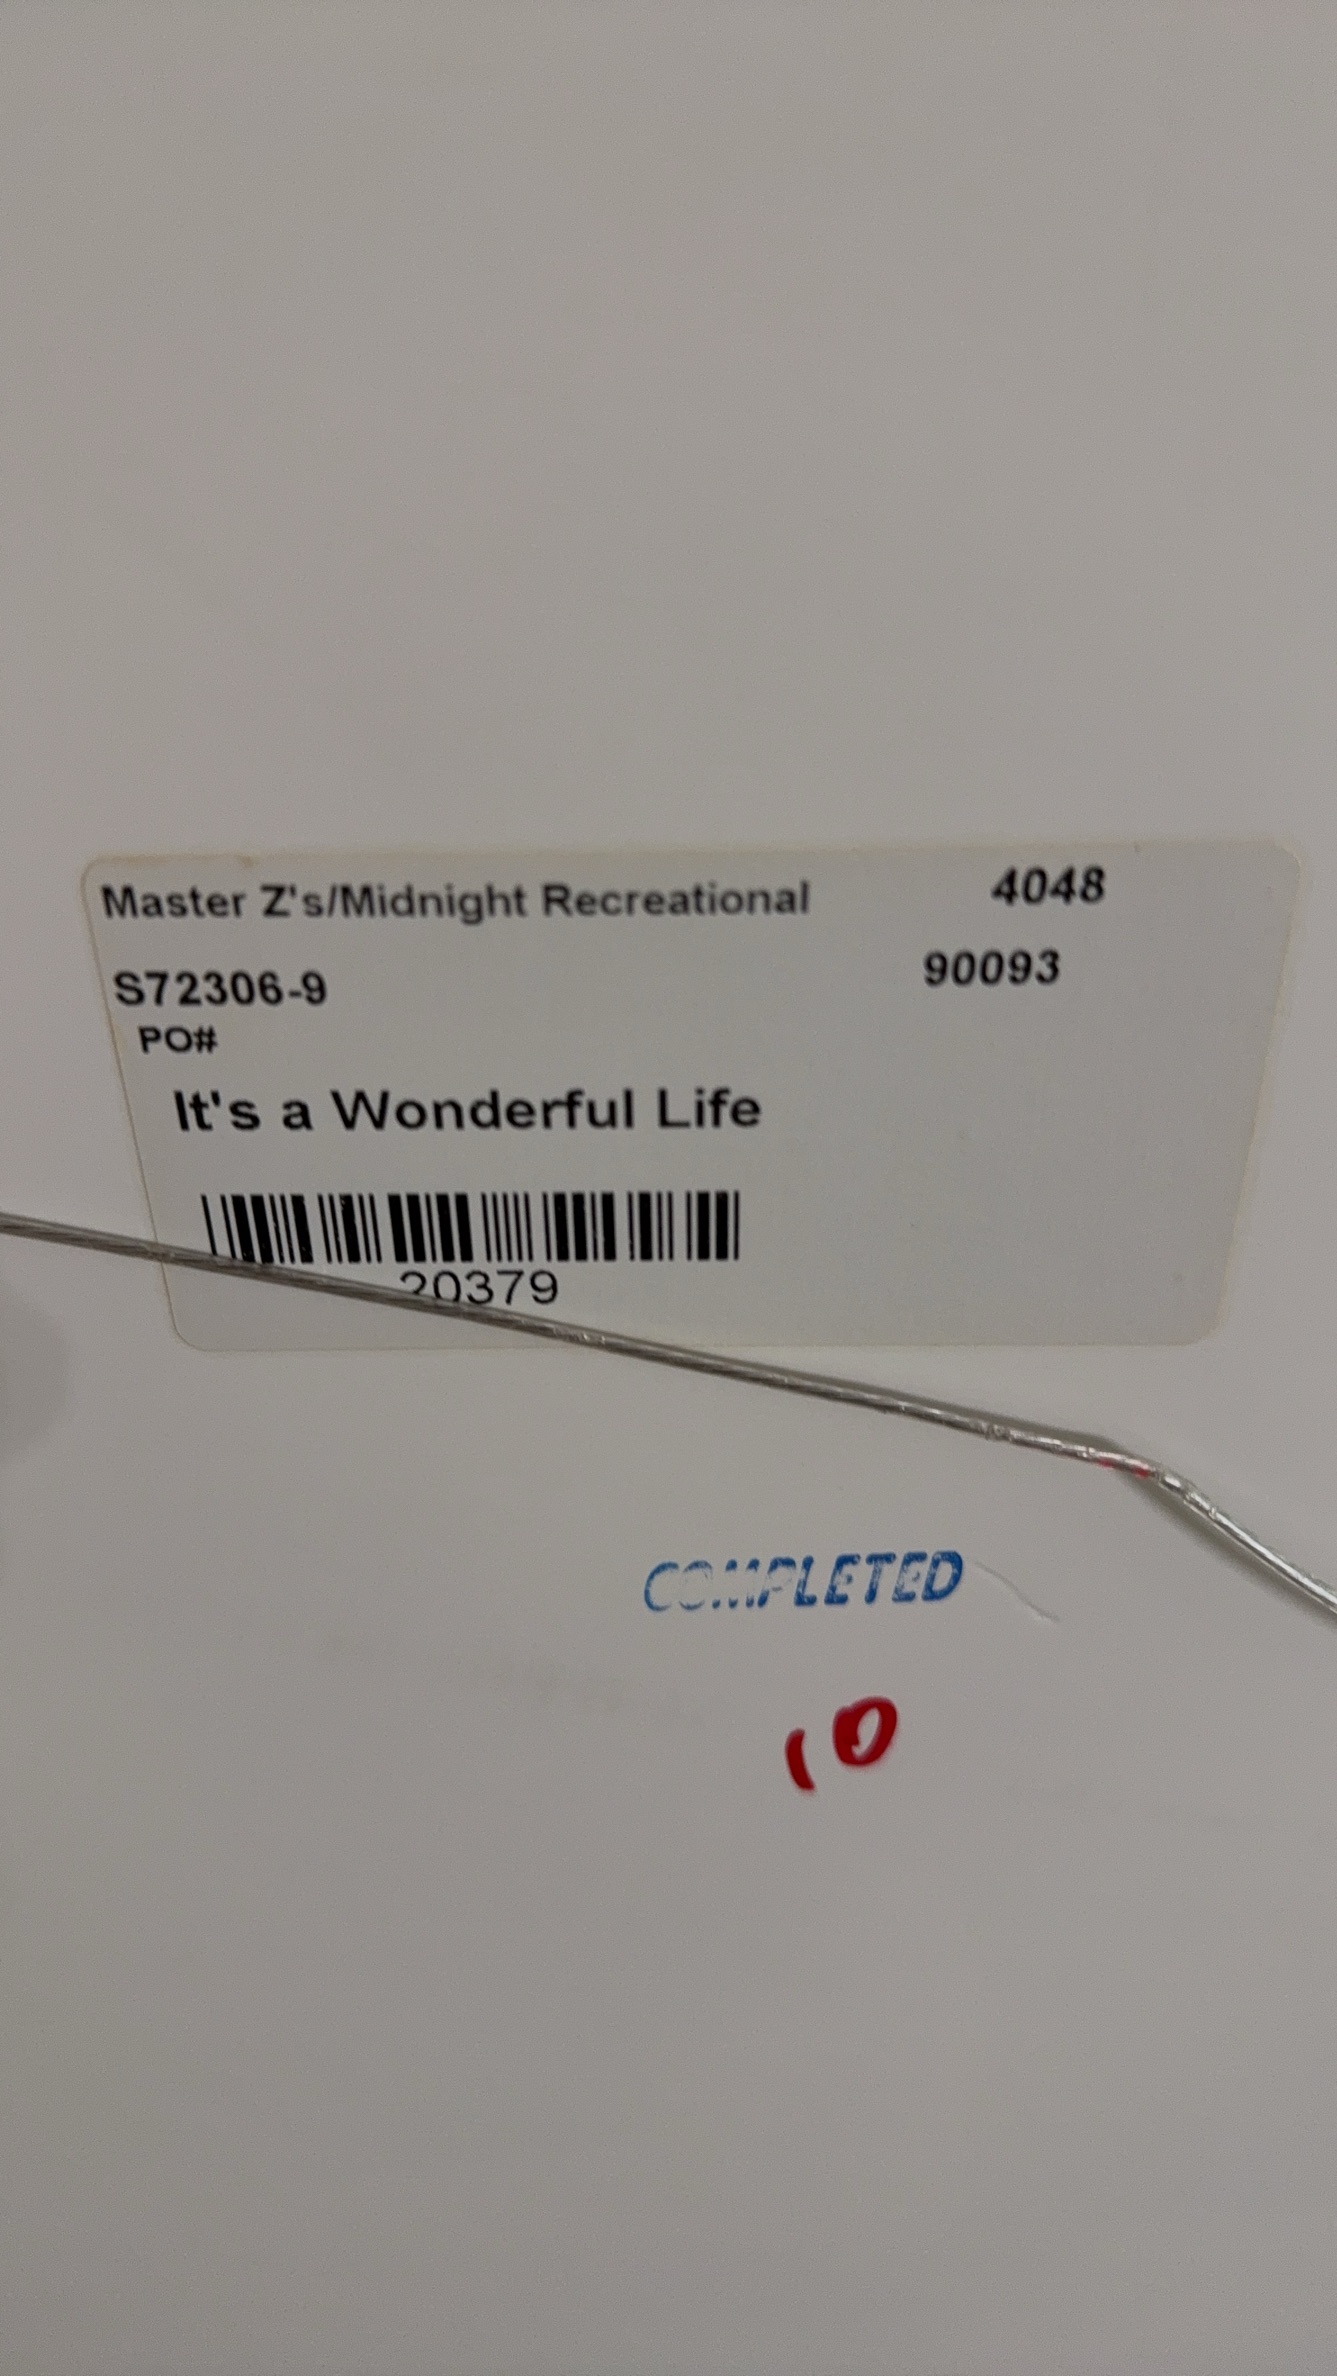 Master Z's/Midnight Recreational 4048
S72306-9 90093
PO#
It's a Wonderful Life
20379
COMPLETED
10